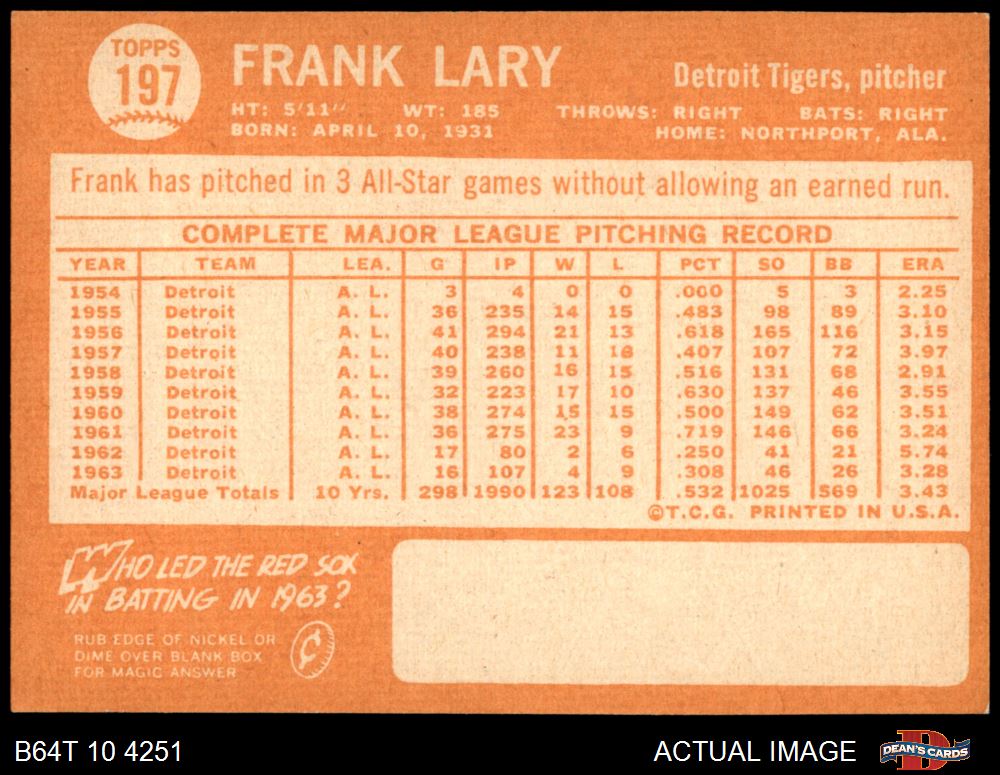 TOPPS
197
FRANK LARY
Detroit Tigers, pitcher
HT: 5'11" WT: 185 THROWS: RIGHT BATS: RIGHT
BORN: APRIL 10, 1931 HOME: NORTHPORT, ALA.
Frank has pitched in 3 All-Star games without allowing an earned run.
COMPLETE MAJOR LEAGUE PITCHING RECORD
YEAR TEAM LEA. G IP W L PCT SO BB ERA
1954 Detroit A. L. 3 4 0 0 .000 5 3 2.25
1955 Detroit A. L. 36 235 14 15 .483 98 89 3.10
1956 Detroit A. L. 41 294 21 13 .618 165 116 3.15
1957 Detroit A. L. 40 238 11 16 .407 107 72 3.97
1958 Detroit A. L. 39 260 16 15 .516 131 68 2.91
1959 Detroit A. L. 32 223 17 10 .630 137 46 3.55
1960 Detroit A. L. 38 274 15 15 .500 149 62 3.51
1961 Detroit A. L. 36 275 23 9 .719 146 66 3.24
1962 Detroit A. L. 17 80 2 6 .250 41 21 5.74
1963 Detroit A. L. 16 107 4 9 .308 46 26 3.28
Major League Totals 10 Yrs. 298 1990 123 108 .532 1025 569 3.43
©T.C.G. PRINTED IN U.S.A.
WHO LED THE RED SOX
IN BATTING IN 1963?
RUB EDGE OF NICKEL OR
DIME OVER BLANK BOX
FOR MAGIC ANSWER
¢
B64T 10 4251
ACTUAL IMAGE
D
DEAN'S CARDS